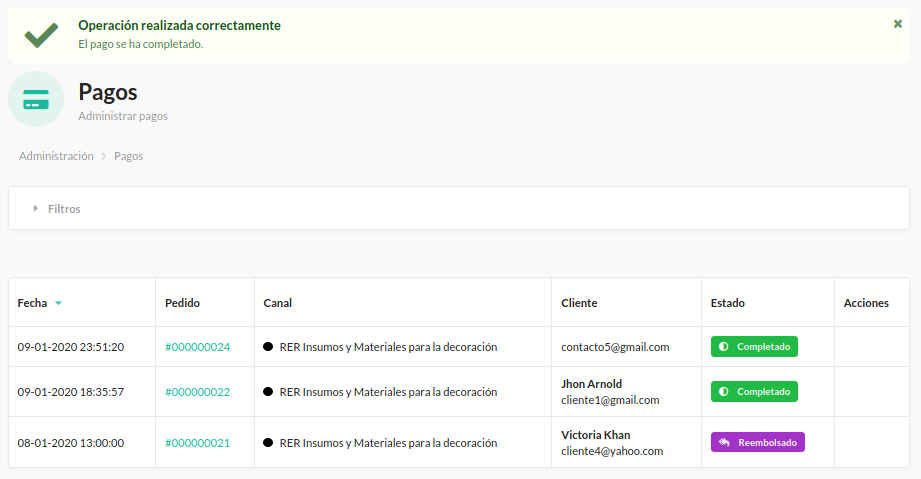 Operación realizada correctamente
El pago se ha completado.
Pagos
Administrar pagos
Administración > Pagos
Filtros
Fecha Pedido Canal Cliente Estado Acciones
09-01-2020 23:51:20 #000000024 RER Insumos y Materiales para la decoración contacto5@gmail.com Completado
09-01-2020 18:35:57 #000000022 RER Insumos y Materiales para la decoración Jhon Arnold Completado
cliente1@gmail.com
08-01-2020 13:00:00 #000000021 RER Insumos y Materiales para la decoración Victoria Khan Reembolsado
cliente4@yahoo.com